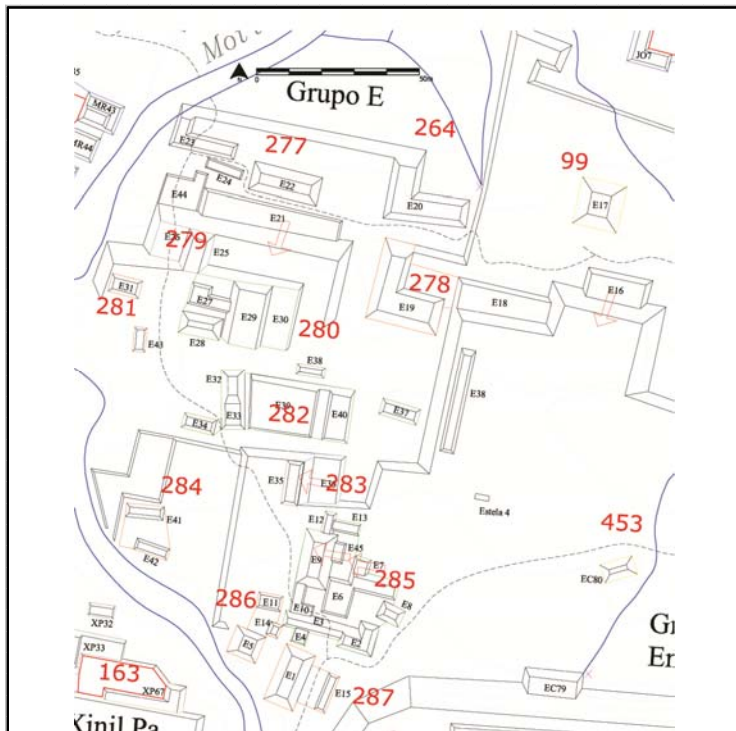 Grupo E
0
50m
JO7
MR43
MR44
264
277
99
E23
E24
E22
E44
E21
E20
E17
279
E25
278
E16
E31
281
E27
E29
E30
280
E19
E18
E28
E43
E38
E32
282
E33
E40
E37
E38
E34
284
E35
283
E41
E12
E13
Estela 4
453
E42
E45
E9
E7
285
EC80
286
E11
E10
E6
E8
XP32
E14
E3
E5
E4
E2
XP33
163
XP67
E1
E15
287
EC79
Xinil Pa